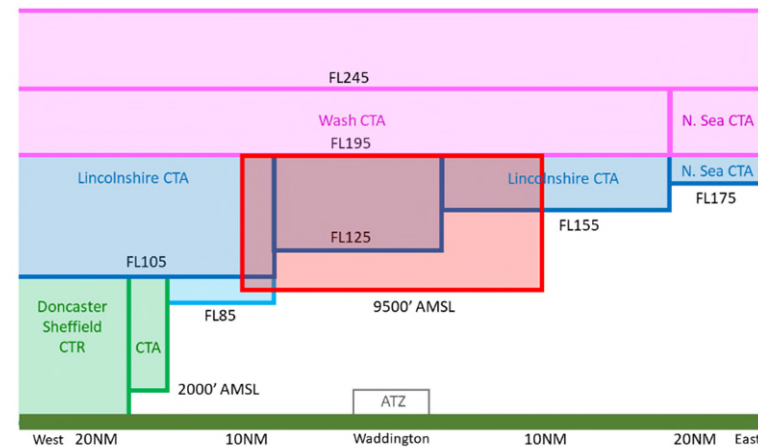 FL245
Wash CTA
N. Sea CTA
FL195
Lincolnshire CTA
Lincolnshire CTA
N. Sea CTA
FL175
FL125
FL155
FL105
Doncaster
Sheffield
CTR
CTA
FL85
9500' AMSL
2000' AMSL
ATZ
West 20NM 10NM Waddington 10NM 20NM East